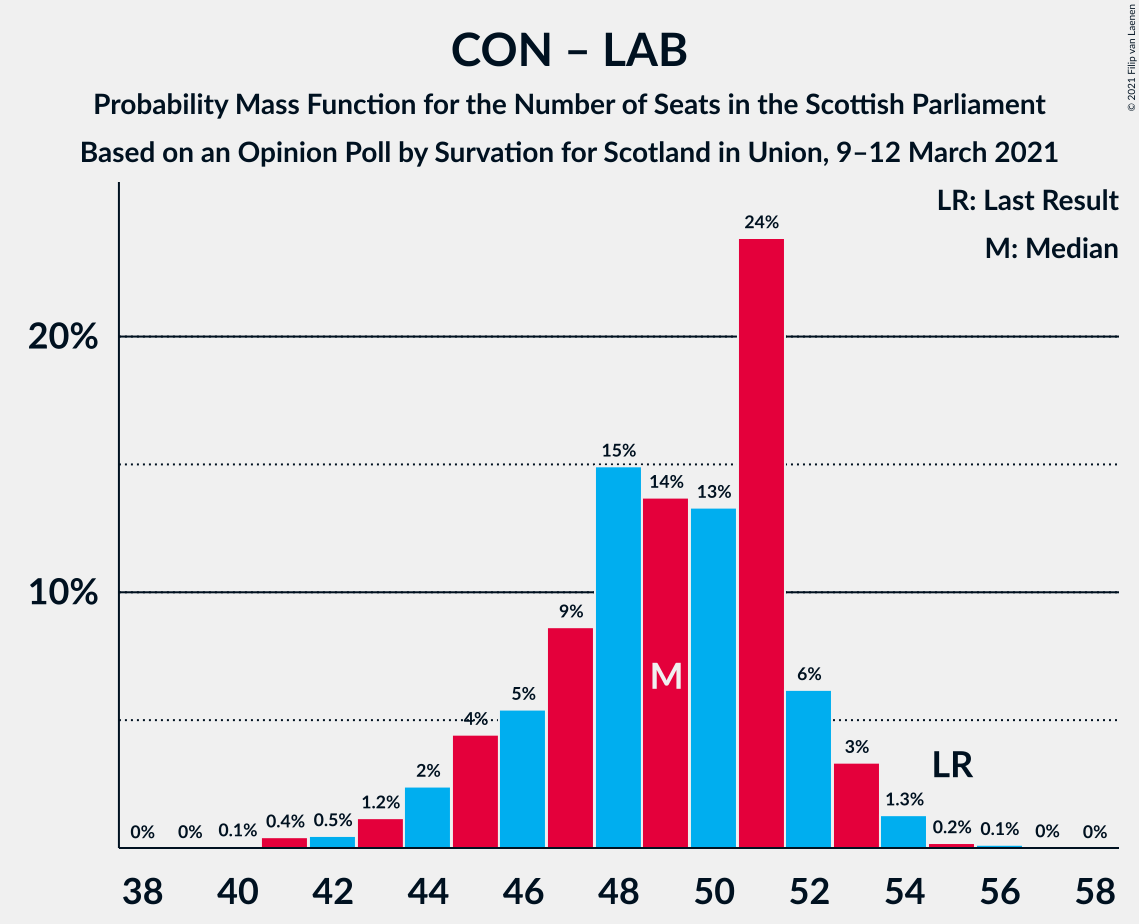 CON – LAB
Probability Mass Function for the Number of Seats in the Scottish Parliament
Based on an Opinion Poll by Survation for Scotland in Union, 9–12 March 2021
© 2021 Filip van Laenen
LR: Last Result
M: Median
20%
10%
0% 0% 0.1% 0.4% 0.5% 1.2% 2% 4% 5% 9% 15% 14% 13% 24% 6% 3% 1.3% 0.2% 0.1% 0% 0%
M
LR
38 40 42 44 46 48 50 52 54 56 58